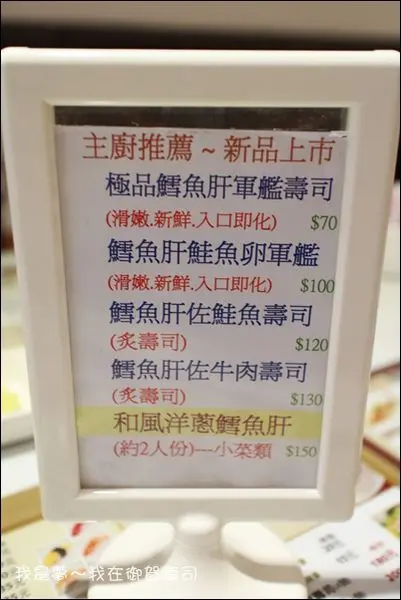 主廚推薦～新品上市
極品鱈魚肝軍艦壽司
(滑嫩.新鮮.入口即化) $70
鱈魚肝鮭魚卵軍艦
(滑嫩.新鮮.入口即化) $100
鱈魚肝佐鮭魚壽司
(炙壽司) $120
鱈魚肝佐牛肉壽司
(炙壽司) $130
和風洋蔥鱈魚肝
(約2人份)---小菜類 $150
我是夢～我在御賀壽司